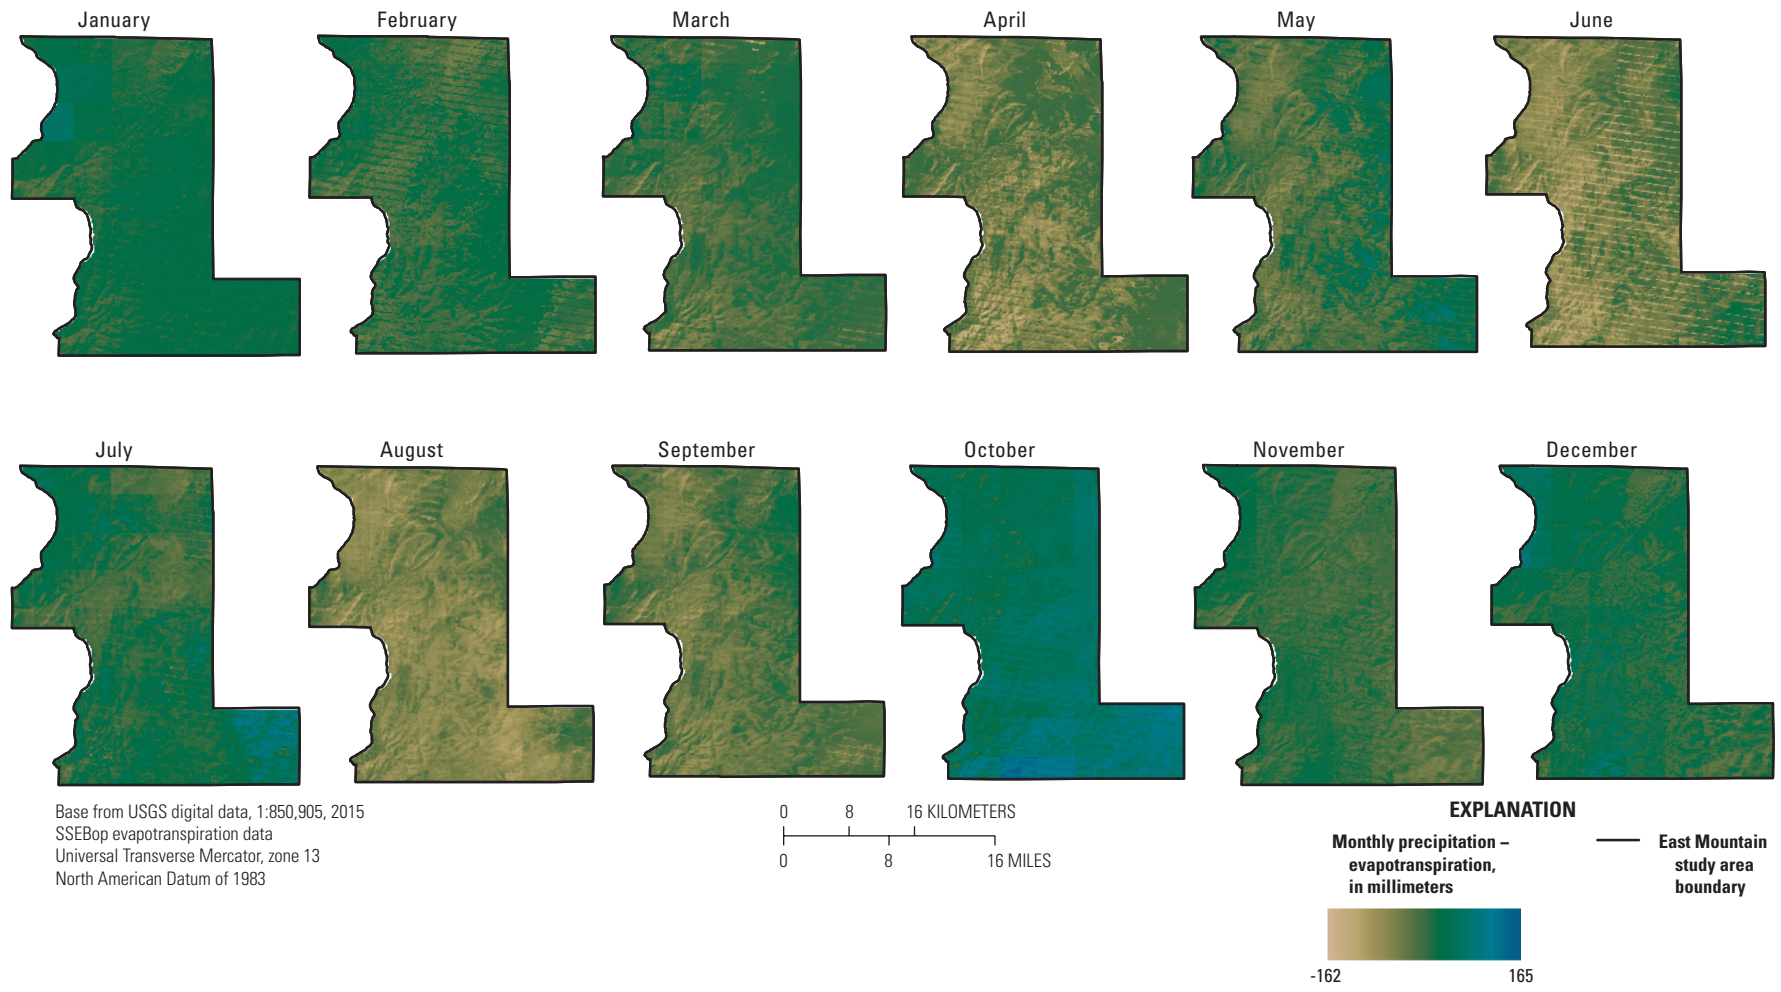 January
February
March
April
May
June
July
August
September
October
November
December
Base from USGS digital data, 1:850,905, 2015
SSEBop evapotranspiration data
Universal Transverse Mercator, zone 13
North American Datum of 1983
0 8 16 KILOMETERS
0 8 16 MILES
EXPLANATION
Monthly precipitation –
evapotranspiration,
in millimeters
-162 165
East Mountain
study area
boundary